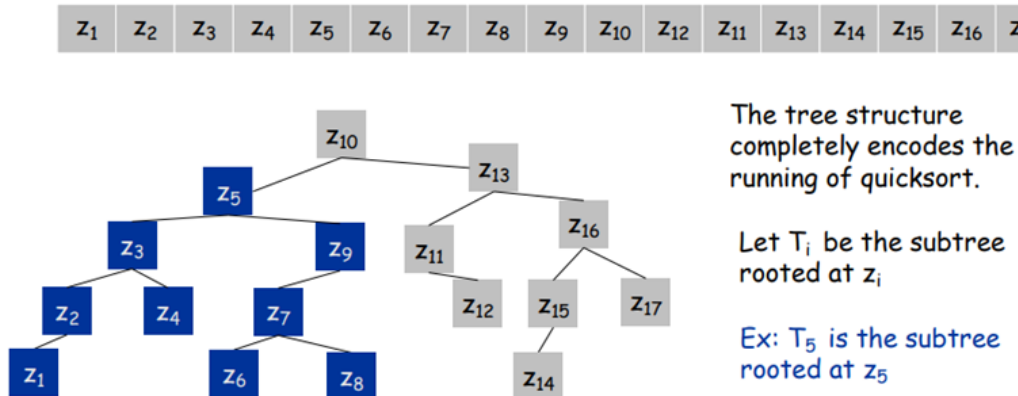 z1 z2 z3 z4 z5 z6 z7 z8 z9 z10 z12 z11 z13 z14 z15 z16
z10
z5 z13
z3 z9 z11 z16
z2 z4 z7 z12 z15 z17
z1 z6 z8 z14
The tree structure
completely encodes the
running of quicksort.
Let Ti be the subtree
rooted at zi
Ex: T5 is the subtree
rooted at z5